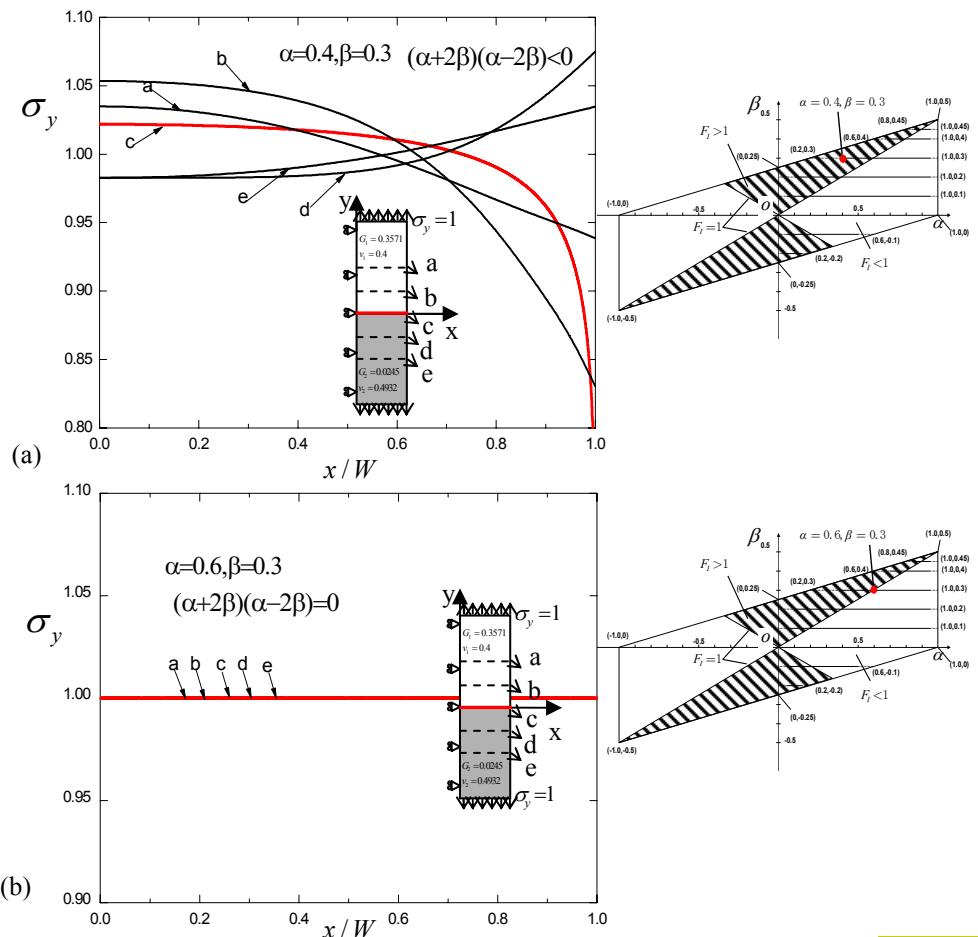 (a)
1.10
1.05
1.00
0.95
0.90
0.85
0.80
σy
α=0.4,β=0.3 (α+2β)(α-2β)<0
b
a
c
e
d
y
σy=1
G1=0.3571
ν1=0.4
a
b
c
x
d
e
G2=0.0245
ν2=0.4932
0.0 0.2 0.4 0.6 0.8 1.0
x/W
β
0.5
α=0.4,β=0.3
(1.0,0.5)
(0.8,0.45)
(1.0,0.45)
(0.6,0.4)
(1.0,0.4)
FI>1
(0.2,0.3)
(1.0,0.3)
(0,0.25)
(1.0,0.2)
(1.0,0.1)
(-1.0,0)
-0.5
O
0.5
α
(1.0,0)
FI=1
(0.6,-0.1)
FI<1
(0.2,-0.2)
(0,-0.25)
-0.5
(-1.0,-0.5)
(b)
1.10
1.05
1.00
0.95
0.90
σy
α=0.6,β=0.3
(α+2β)(α-2β)=0
a b c d e
y
σy=1
G1=0.3571
ν1=0.4
a
b
c
x
d
e
G2=0.0245
ν2=0.4932
σy=1
0.0 0.2 0.4 0.6 0.8 1.0
x/W
β
0.5
α=0.6,β=0.3
(1.0,0.5)
(0.8,0.45)
(1.0,0.45)
(0.6,0.4)
(1.0,0.4)
FI>1
(0.2,0.3)
(1.0,0.3)
(0,0.25)
(1.0,0.2)
(1.0,0.1)
(-1.0,0)
-0.5
O
0.5
α
(1.0,0)
FI=1
(0.6,-0.1)
FI<1
(0.2,-0.2)
(0,-0.25)
-0.5
(-1.0,-0.5)